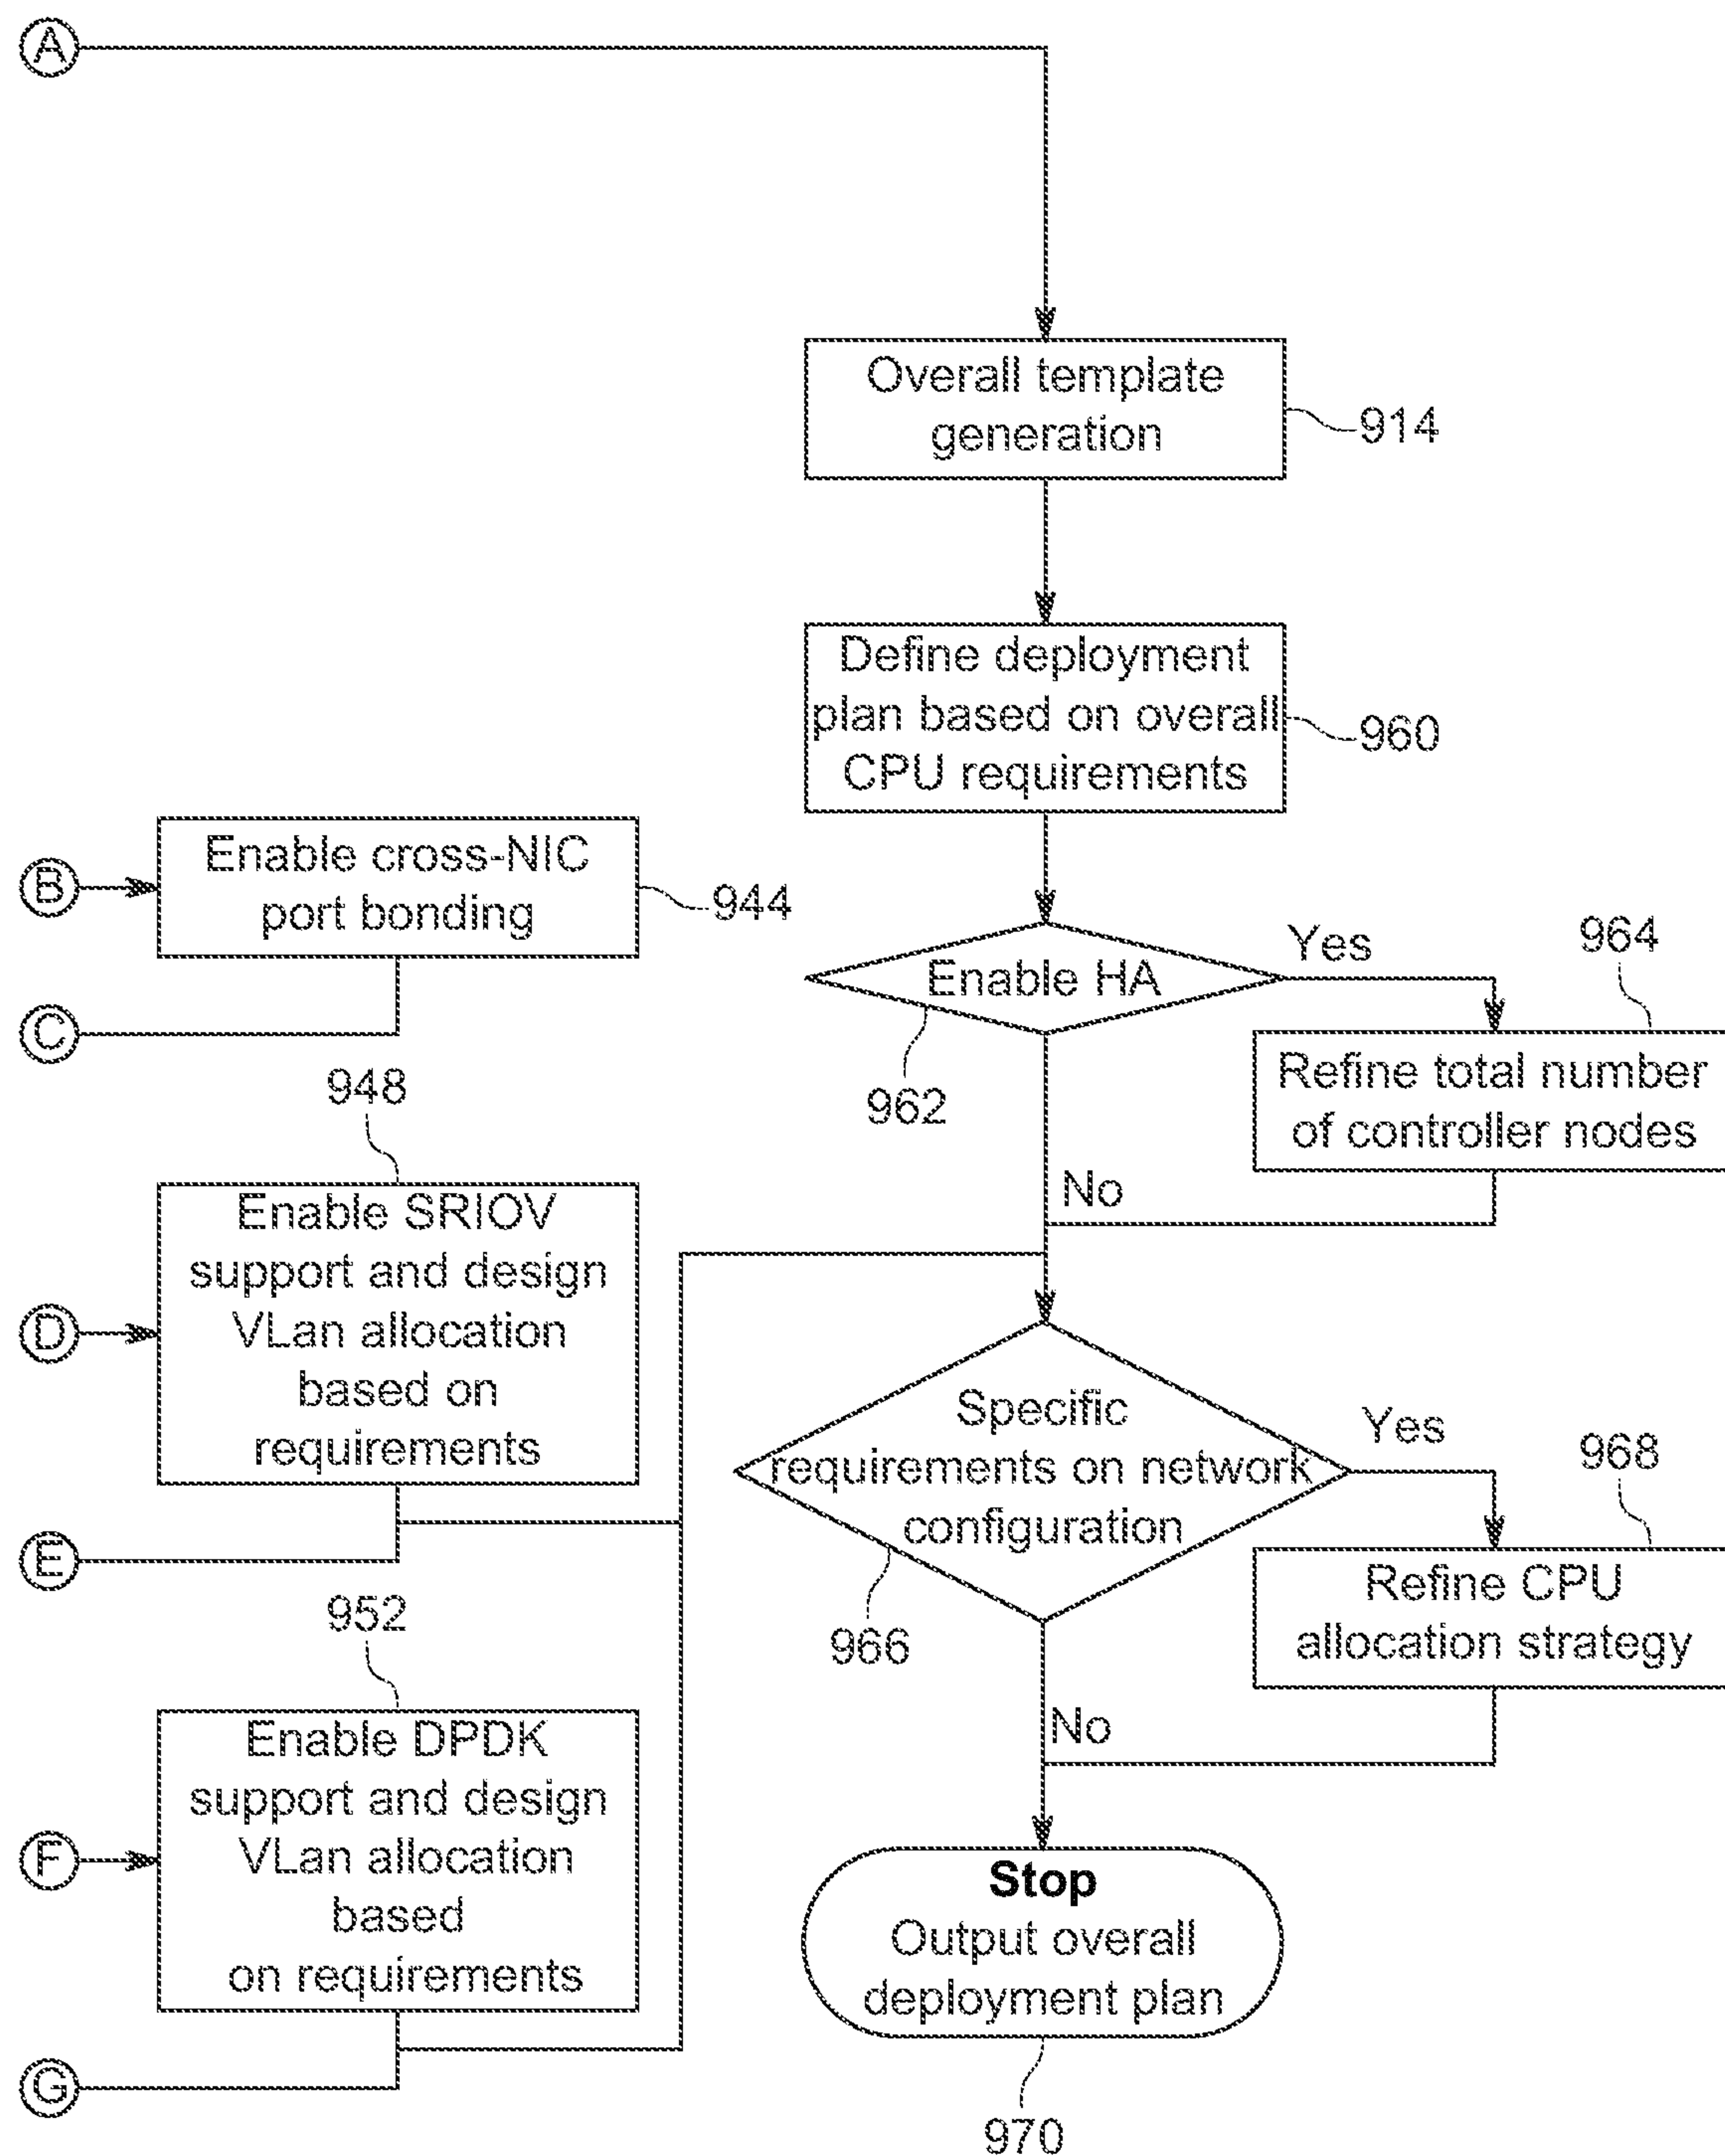 A
Overall template
generation
914
Define deployment
plan based on overall
CPU requirements
960
B
Enable cross-NIC
port bonding
944
C
Enable HA
Yes
964
962
Refine total number
of controller nodes
No
948
D
Enable SRIOV
support and design
VLan allocation
based on
requirements
E
Specific
requirements on network
configuration
Yes
968
966
Refine CPU
allocation strategy
No
952
F
Enable DPDK
support and design
VLan allocation
based
on requirements
G
Stop
Output overall
deployment plan
970